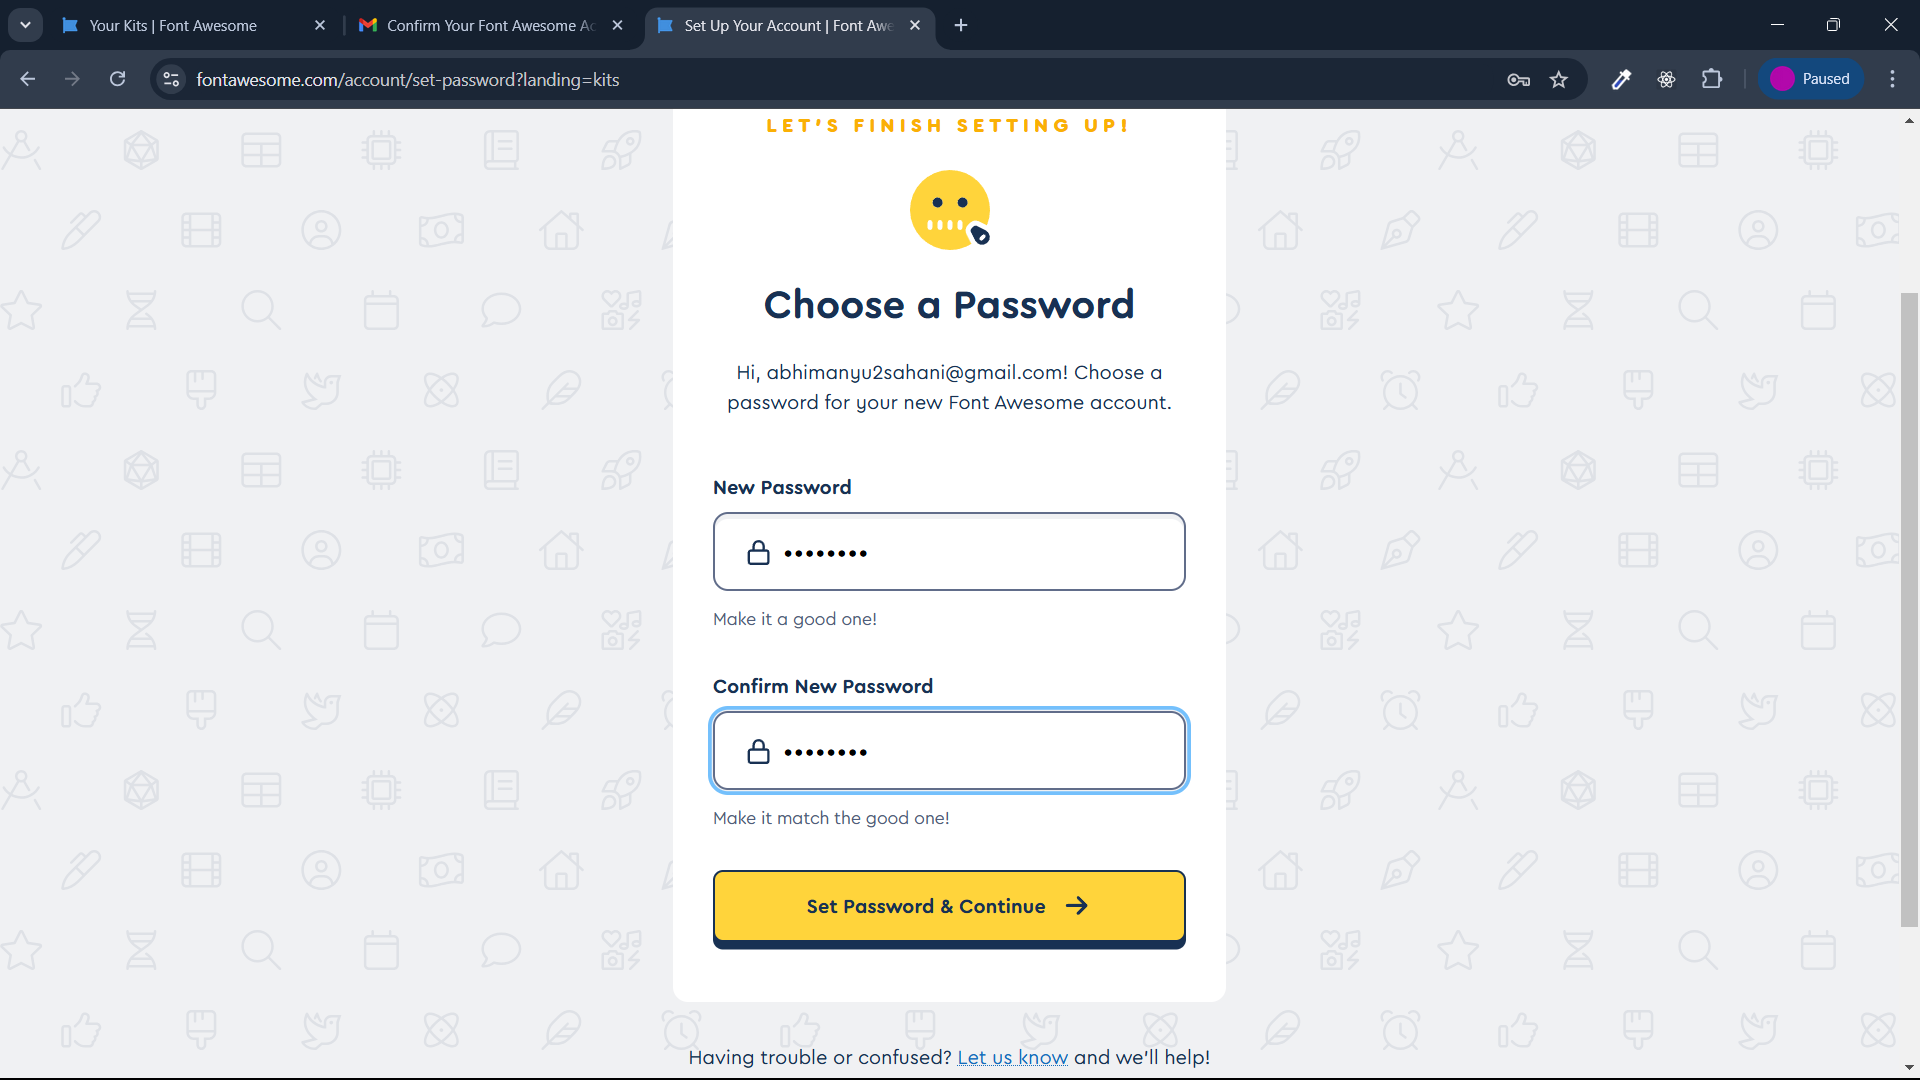 Your Kits | Font Awesome
Confirm Your Font Awesome Ac
Set Up Your Account | Font Awe
fontawesome.com/account/set-password?landing=kits
Paused
LET'S FINISH SETTING UP!
Choose a Password
Hi, abhimanyu2sahani@gmail.com! Choose a
password for your new Font Awesome account.
New Password
••••••••
Make it a good one!
Confirm New Password
••••••••
Make it match the good one!
Set Password & Continue
Having trouble or confused? Let us know and we'll help!